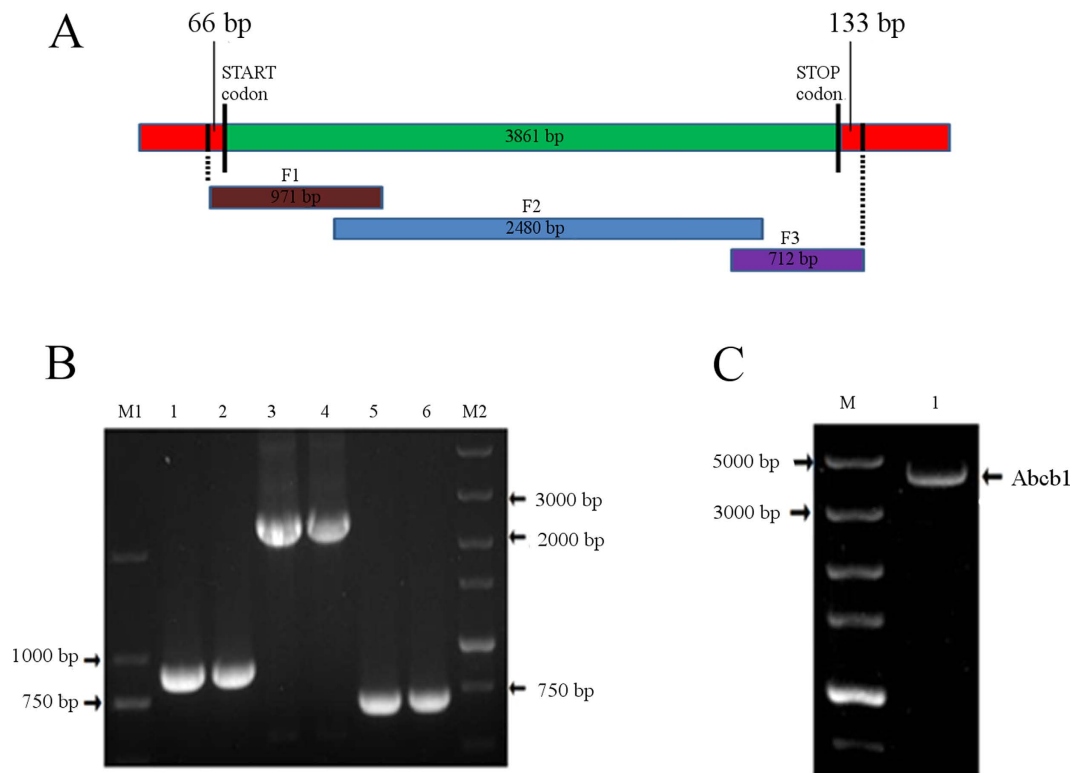 A
66 bp
133 bp
START
codon
STOP
codon
3861 bp
F1
971 bp
F2
2480 bp
F3
712 bp
B
M1 1 2 3 4 5 6 M2
3000 bp
2000 bp
1000 bp
750 bp
750 bp
C
M 1
5000 bp
Abcb1
3000 bp